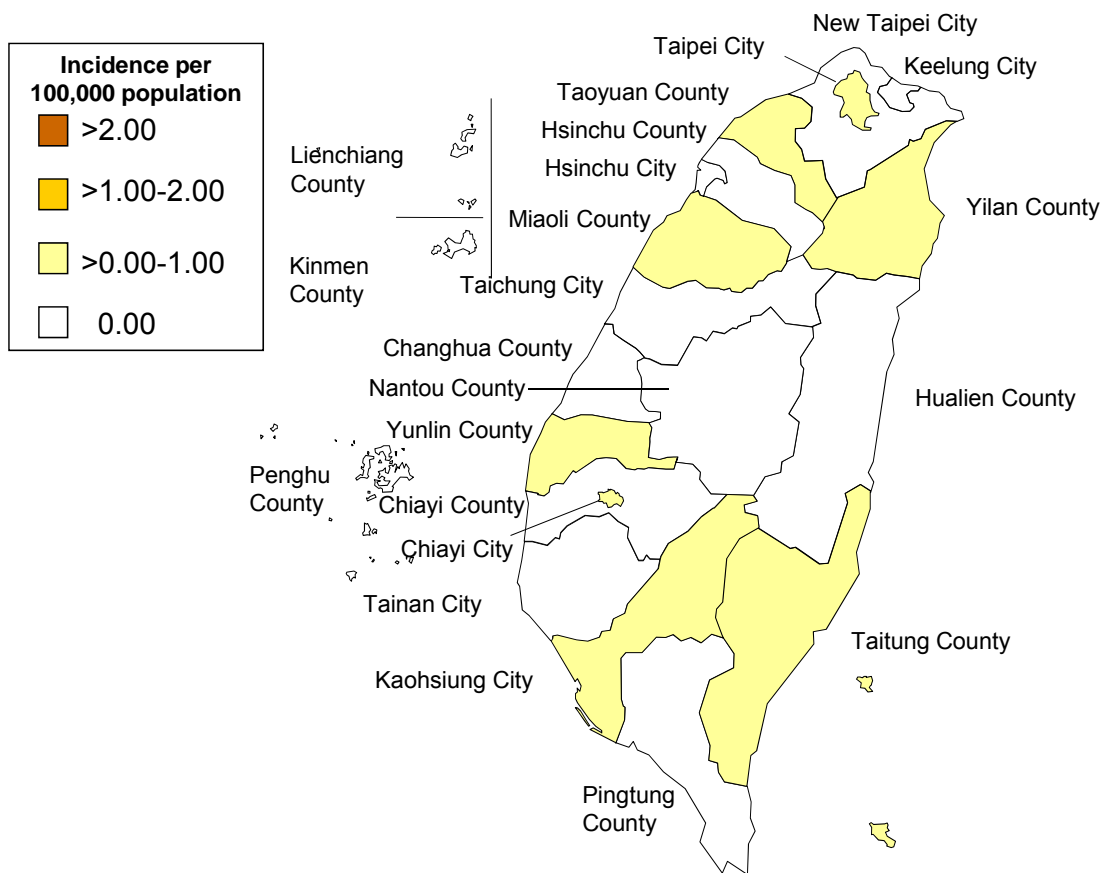 Incidence per
100,000 population
>2.00
>1.00-2.00
>0.00-1.00
0.00
New Taipei City
Taipei City
Keelung City
Taoyuan County
Hsinchu County
Hsinchu City
Lienchiang
County
Miaoli County
Yilan County
Kinmen
County
Taichung City
Changhua County
Nantou County
Hualien County
Yunlin County
Penghu
County
Chiayi County
Chiayi City
Tainan City
Taitung County
Kaohsiung City
Pingtung
County